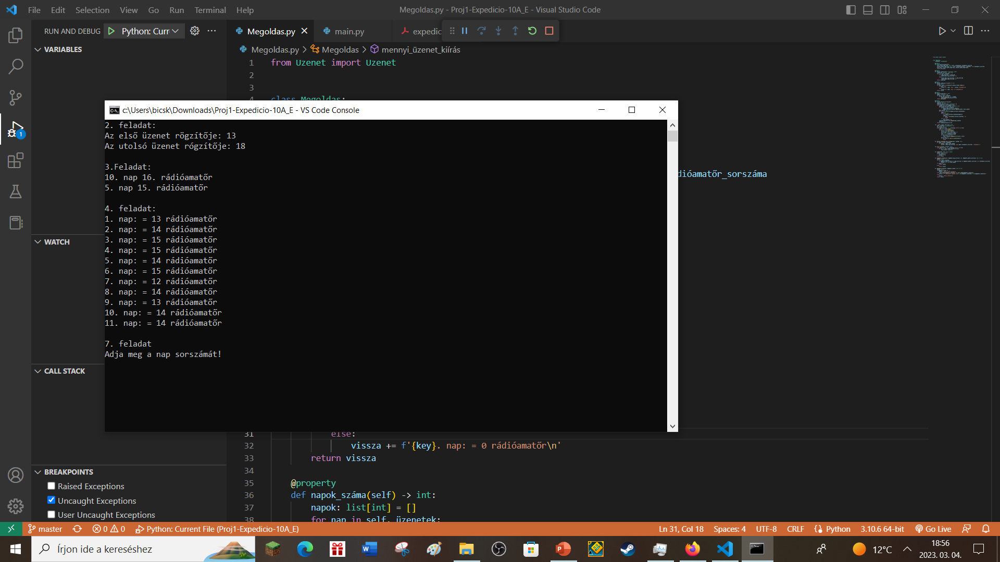 File Edit Selection View Go Run Terminal Help
Megoldas.py - Proj1-Expedicio-10A_E - Visual Studio Code
RUN AND DEBUG
Python: Curr
Megoldas.py
main.py
expedic
VARIABLES
Megoldas.py > Megoldas > mennyi_üzenet_kiírás
1 from Uzenet import Uzenet
2
3
4 class Megoldas:
c:\Users\bicsk\Downloads\Proj1-Expedicio-10A_E - VS Code Console
2. feladat:
Az első üzenet rögzítője: 13
Az utolsó üzenet rógzítője: 18
3.Feladat:
10. nap 16. rádióamatőr
5. nap 15. rádióamatőr
4. feladat:
1. nap: = 13 rádióamatőr
2. nap: = 14 rádióamatőr
3. nap: = 15 rádióamatőr
4. nap: = 15 rádióamatőr
5. nap: = 14 rádióamatőr
6. nap: = 15 rádióamatőr
7. nap: = 12 rádióamatőr
8. nap: = 14 rádióamatőr
9. nap: = 13 rádióamatőr
10. nap: = 14 rádióamatőr
11. nap: = 14 rádióamatőr
7. feladat
Adja meg a nap sorszámát!
dióamatőr_sorszáma
WATCH
CALL STACK
31 else:
32 vissza += f'{key}. nap: = 0 rádióamatőr\n'
33 return vissza
34
35 @property
36 def napok_száma(self) -> int:
37 napok: list[int] = []
38 for nap in self._üzenetek:
BREAKPOINTS
Raised Exceptions
Uncaught Exceptions
User Uncaught Exceptions
1
master
0 0
Python: Current File (Proj1-Expedicio-10A_E)
Ln 31, Col 18 Spaces: 4 UTF-8 CRLF Python 3.10.6 64-bit Go Live
Írjon ide a kereséshez
12°C
18:56
2023. 03. 04.